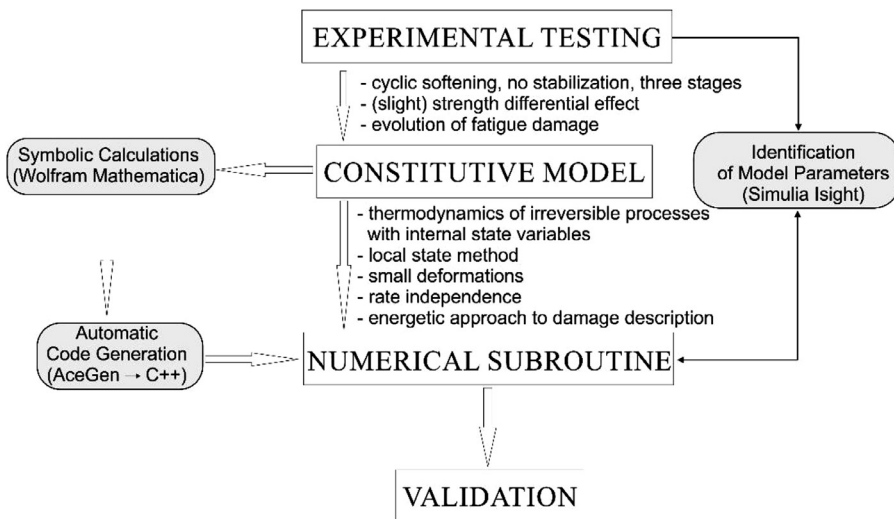 EXPERIMENTAL TESTING
- cyclic softening, no stabilization, three stages
- (slight) strength differential effect
- evolution of fatigue damage
Symbolic Calculations
(Wolfram Mathematica)
CONSTITUTIVE MODEL
Identification
of Model Parameters
(Simulia Isight)
- thermodynamics of irreversible processes
with internal state variables
- local state method
- small deformations
- rate independence
- energetic approach to damage description
Automatic
Code Generation
(AceGen → C++)
NUMERICAL SUBROUTINE
VALIDATION